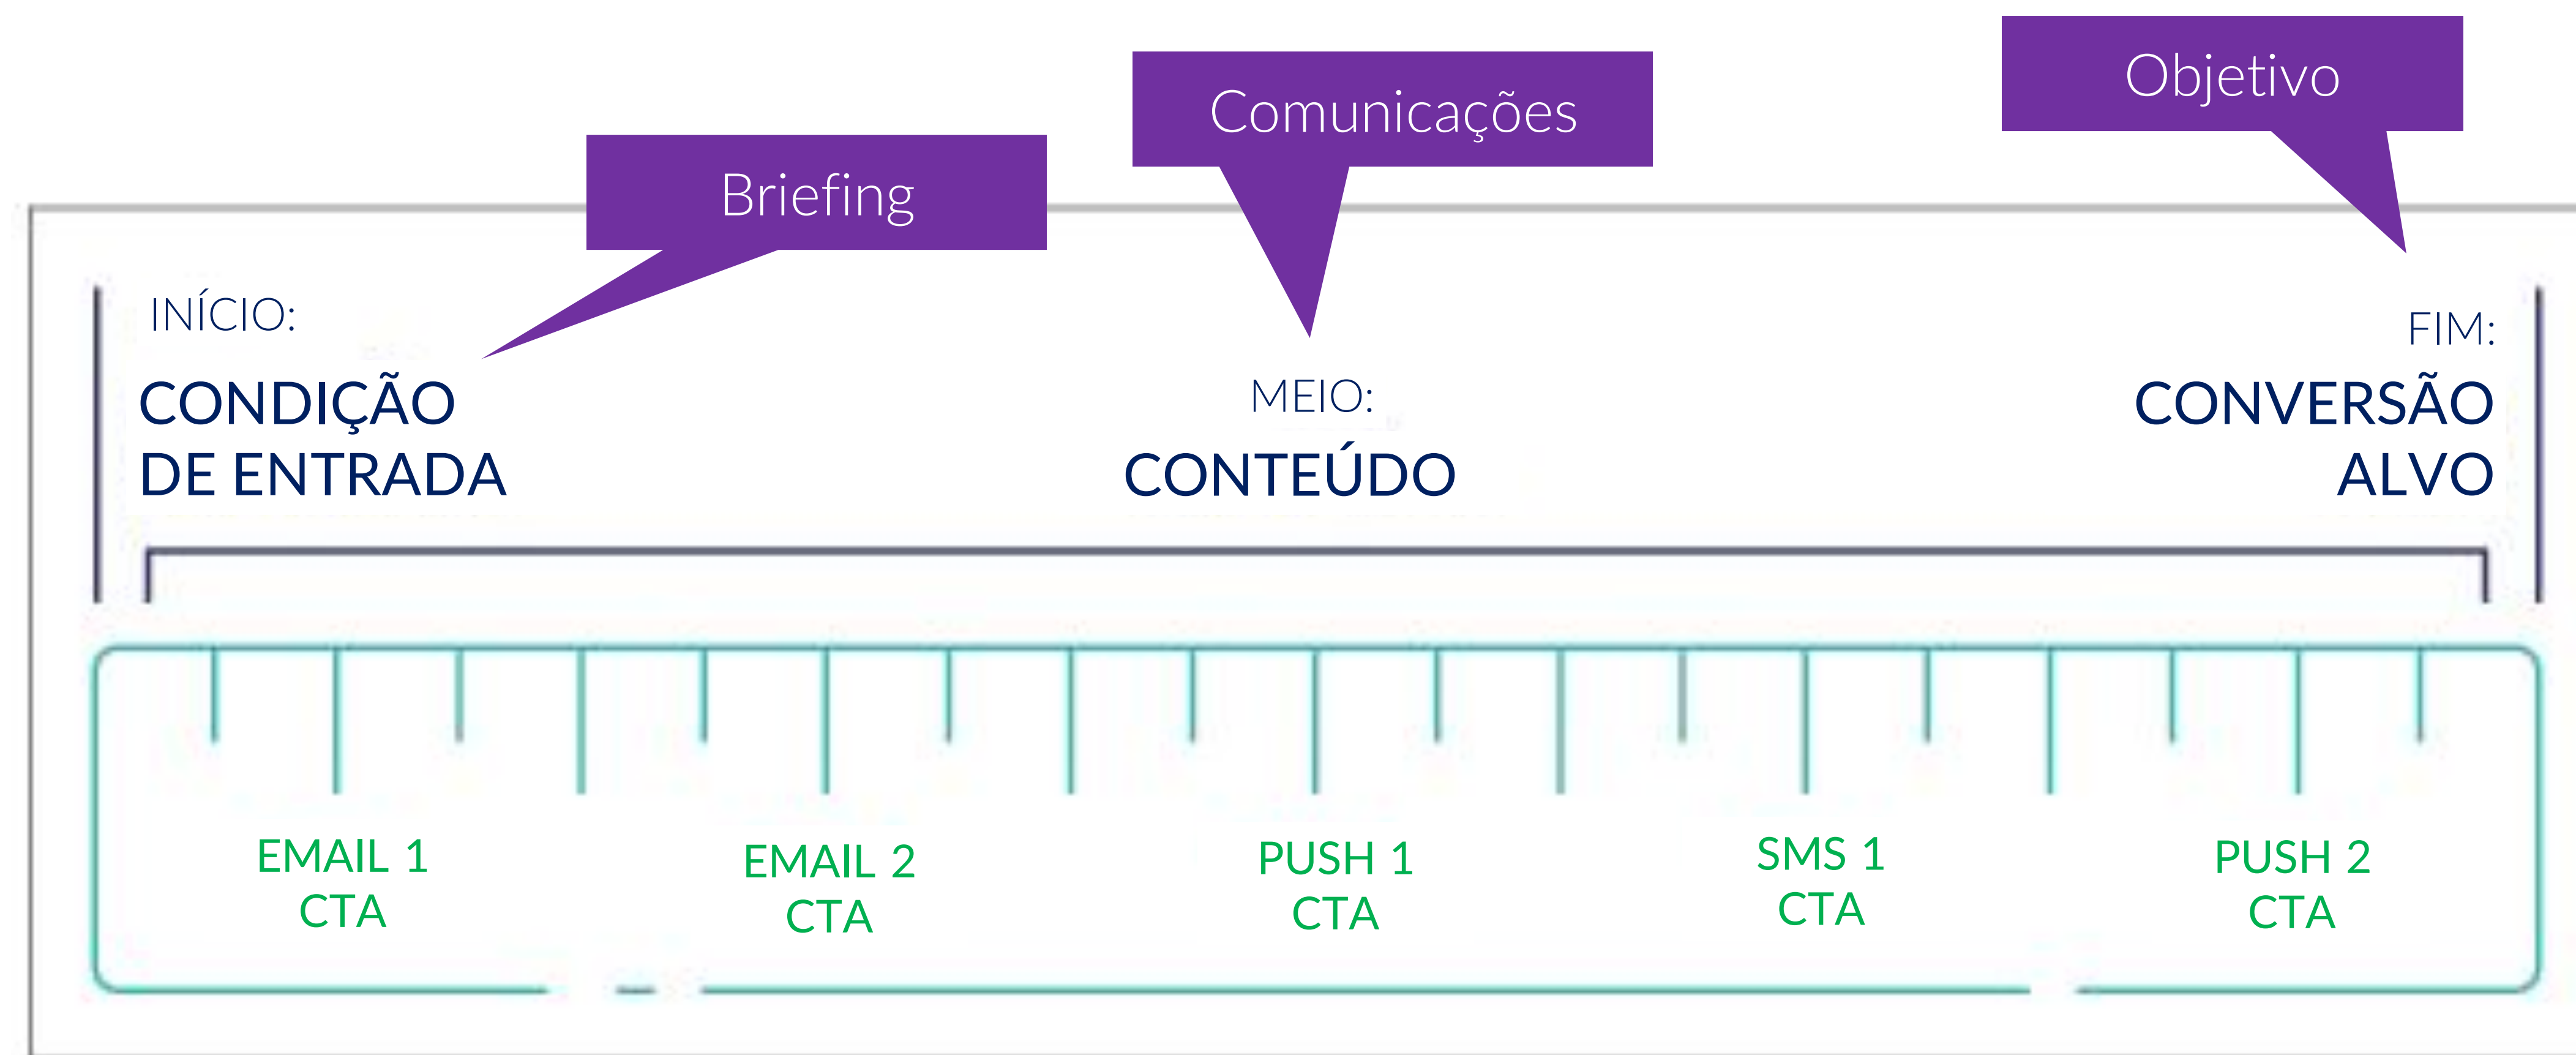 Briefing
Comunicações
Objetivo
INÍCIO:
CONDIÇÃO
DE ENTRADA
MEIO:
CONTEÚDO
FIM:
CONVERSÃO
ALVO
EMAIL 1
CTA
EMAIL 2
CTA
PUSH 1
CTA
SMS 1
CTA
PUSH 2
CTA